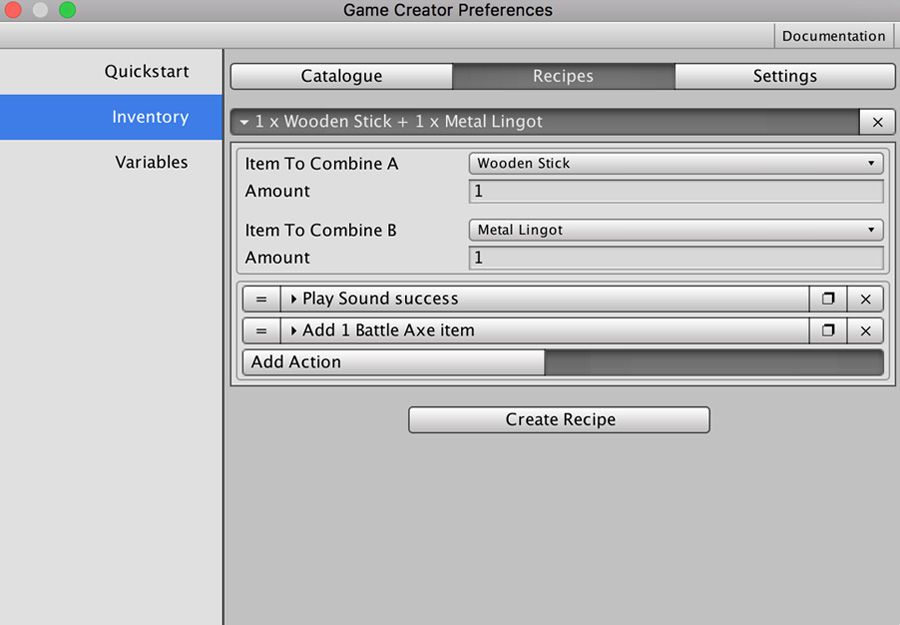 Game Creator Preferences
Documentation
Quickstart
Inventory
Variables
Catalogue Recipes Settings
1 x Wooden Stick + 1 x Metal Lingot
Item To Combine A Wooden Stick
Amount 1
Item To Combine B Metal Lingot
Amount 1
= Play Sound success
= Add 1 Battle Axe item
Add Action
Create Recipe